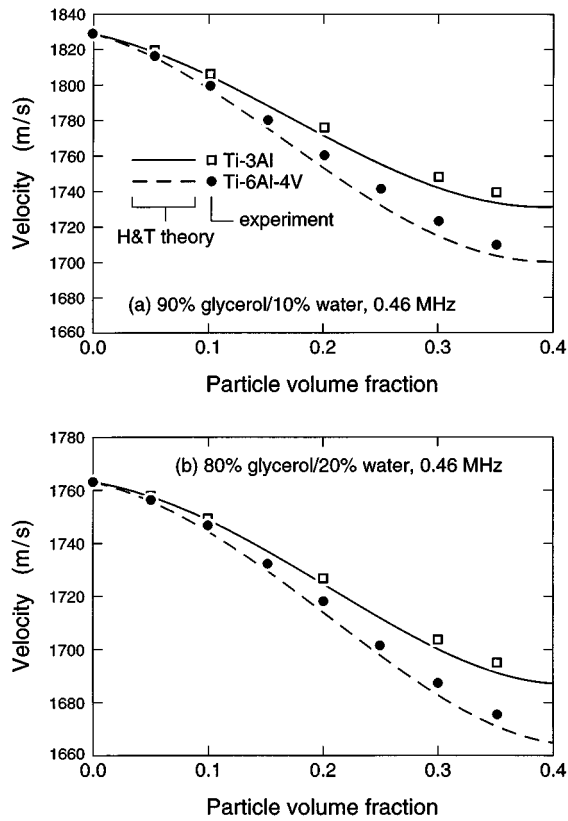 1840
1820
1800
1780
1760
1740
1720
1700
1680
1660
Velocity (m/s)
Ti-3Al
Ti-6Al-4V
experiment
H&T theory
(a) 90% glycerol/10% water, 0.46 MHz
0.0 0.1 0.2 0.3 0.4
Particle volume fraction
1780
1760
1740
1720
1700
1680
1660
Velocity (m/s)
(b) 80% glycerol/20% water, 0.46 MHz
0.0 0.1 0.2 0.3 0.4
Particle volume fraction